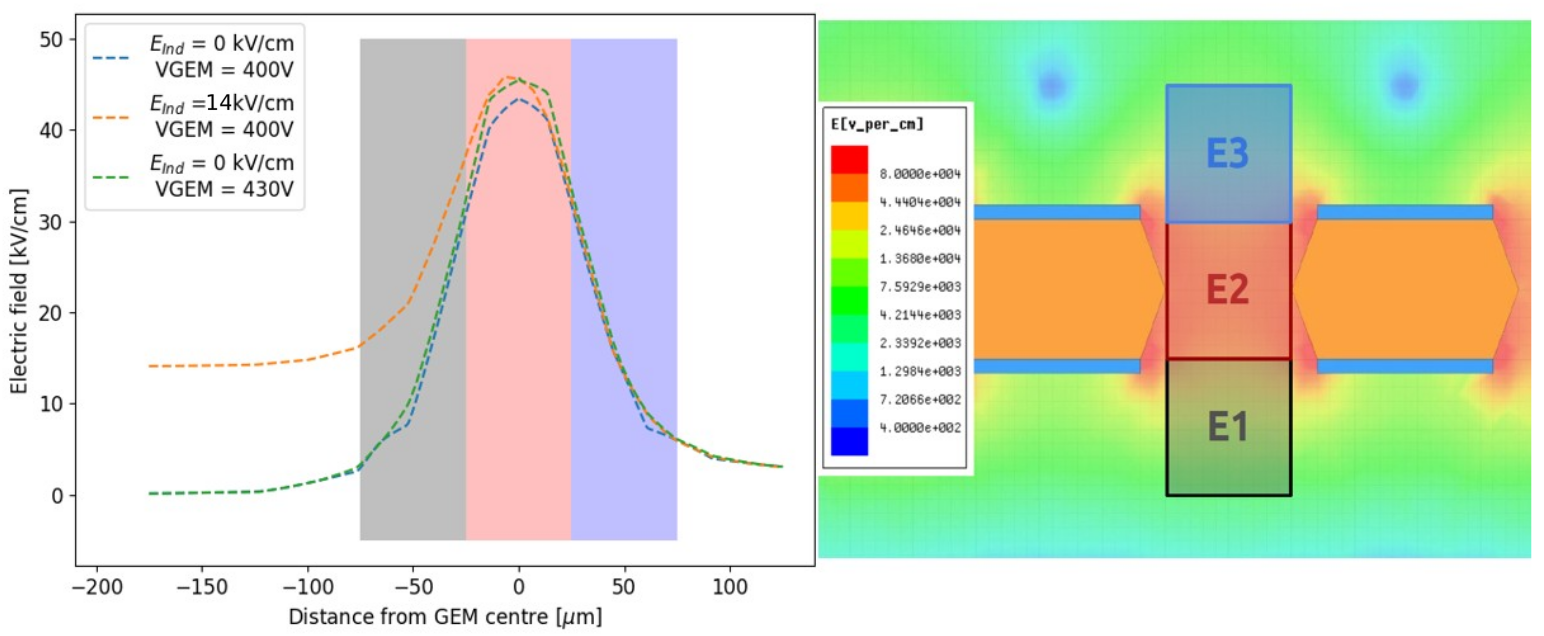 E_Ind = 0 kV/cm
VGEM = 400V
E_Ind =14kV/cm
VGEM = 400V
E_Ind = 0 kV/cm
VGEM = 430V
Electric field [kV/cm]
50
40
30
20
10
0
−200
−150
−100
−50
0
50
100
Distance from GEM centre [μm]
E[v_per_cm]
8.0000e+004
4.4404e+004
2.4646e+004
1.3680e+004
7.5929e+003
4.2144e+003
2.3392e+003
1.2984e+003
7.2066e+002
4.0000e+002
E3
E2
E1